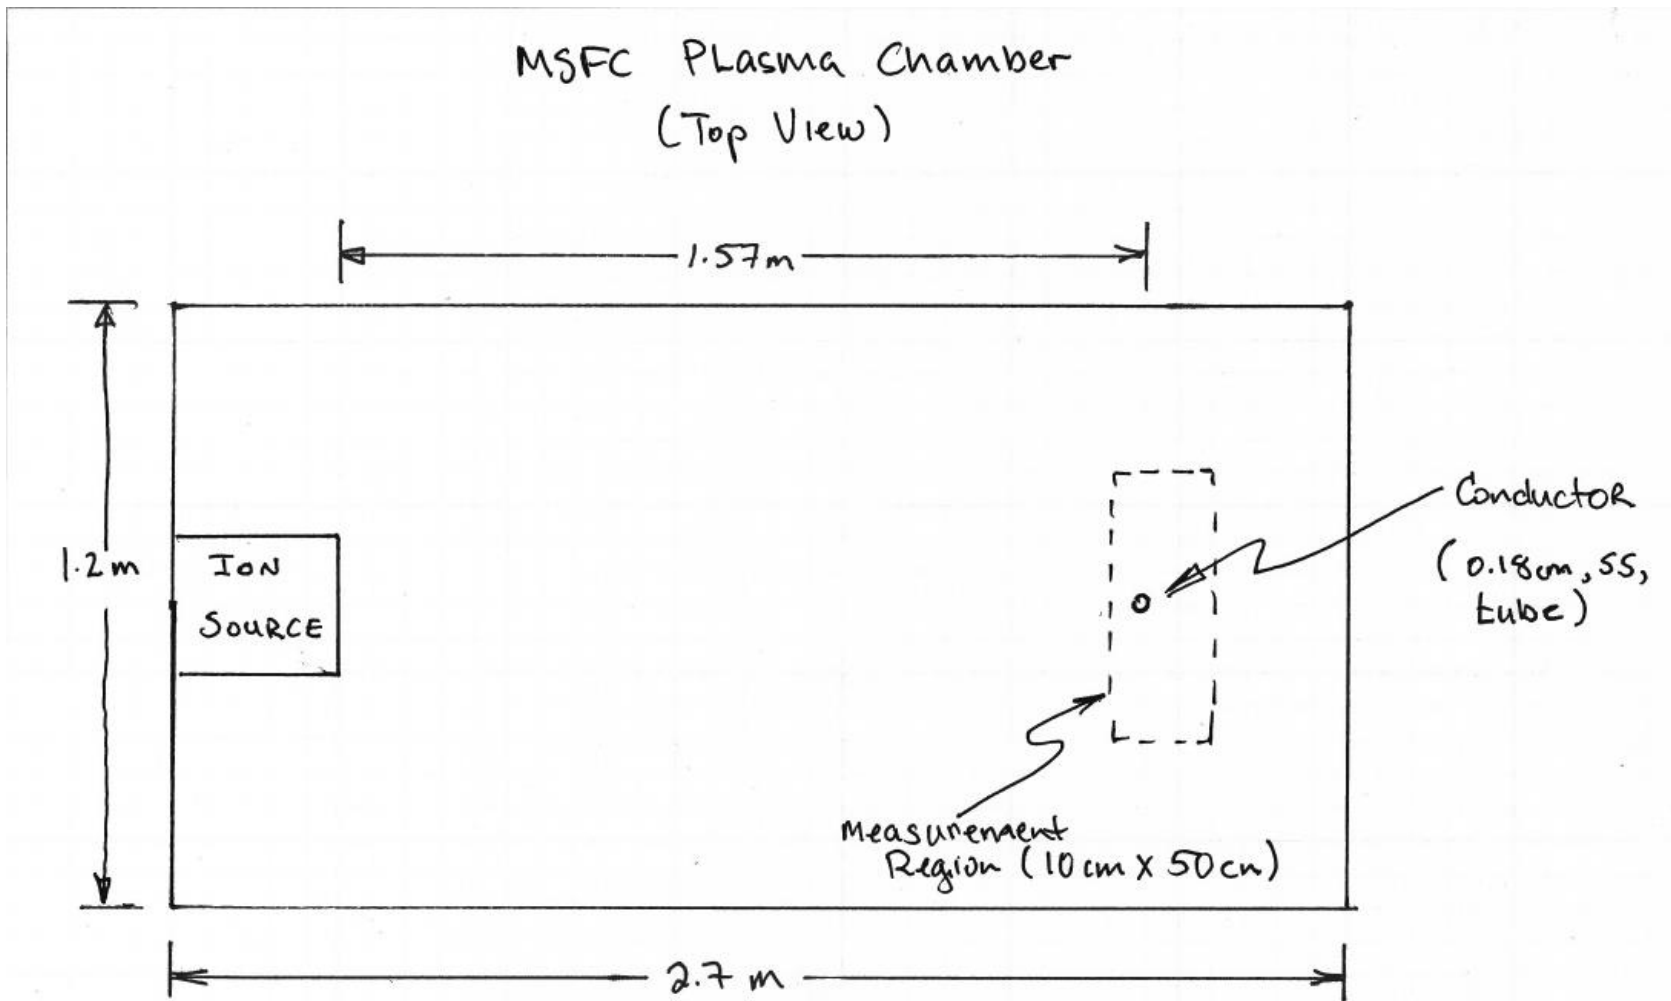 MSFC PLasma Chamber
(Top View)
1.57m
1.2m
ION
SOURCE
Conductor
(0.18cm, SS,
tube)
Measurement
Region (10cm X 50cm)
2.7 m